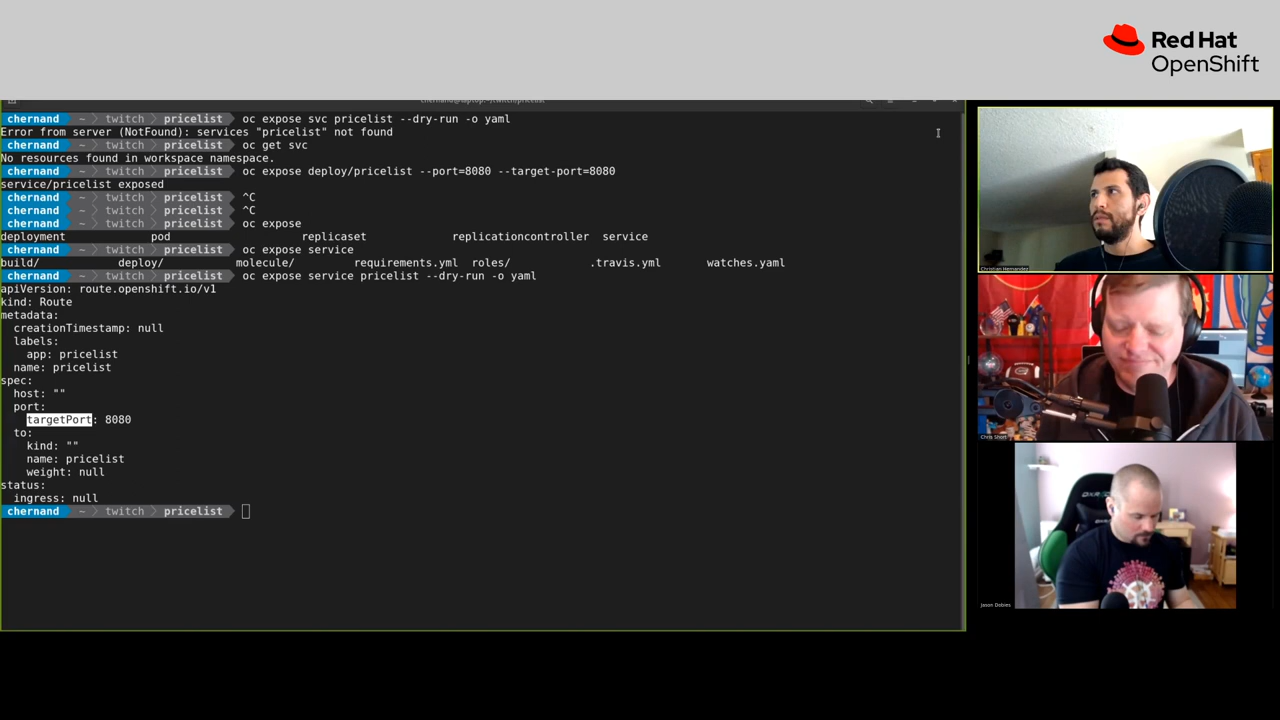 Red Hat
OpenShift
chernand ~ twitch pricelist oc expose svc pricelist --dry-run -o yaml
Error from server (NotFound): services "pricelist" not found
chernand ~ twitch pricelist oc get svc
No resources found in workspace namespace.
chernand ~ twitch pricelist oc expose deploy/pricelist --port=8080 --target-port=8080
service/pricelist exposed
chernand ~ twitch pricelist ^C
chernand ~ twitch pricelist ^C
chernand ~ twitch pricelist oc expose
deployment pod replicaset replicationcontroller service
chernand ~ twitch pricelist oc expose service
build/ deploy/ molecule/ requirements.yml roles/ .travis.yml watches.yaml
chernand ~ twitch pricelist oc expose service pricelist --dry-run -o yaml
apiVersion: route.openshift.io/v1
kind: Route
metadata:
  creationTimestamp: null
  labels:
    app: pricelist
  name: pricelist
spec:
  host: ""
  port:
    targetPort: 8080
  to:
    kind: ""
    name: pricelist
    weight: null
status:
  ingress: null
chernand ~ twitch pricelist
Christian Hernandez
Chris Short
Jason Dobies